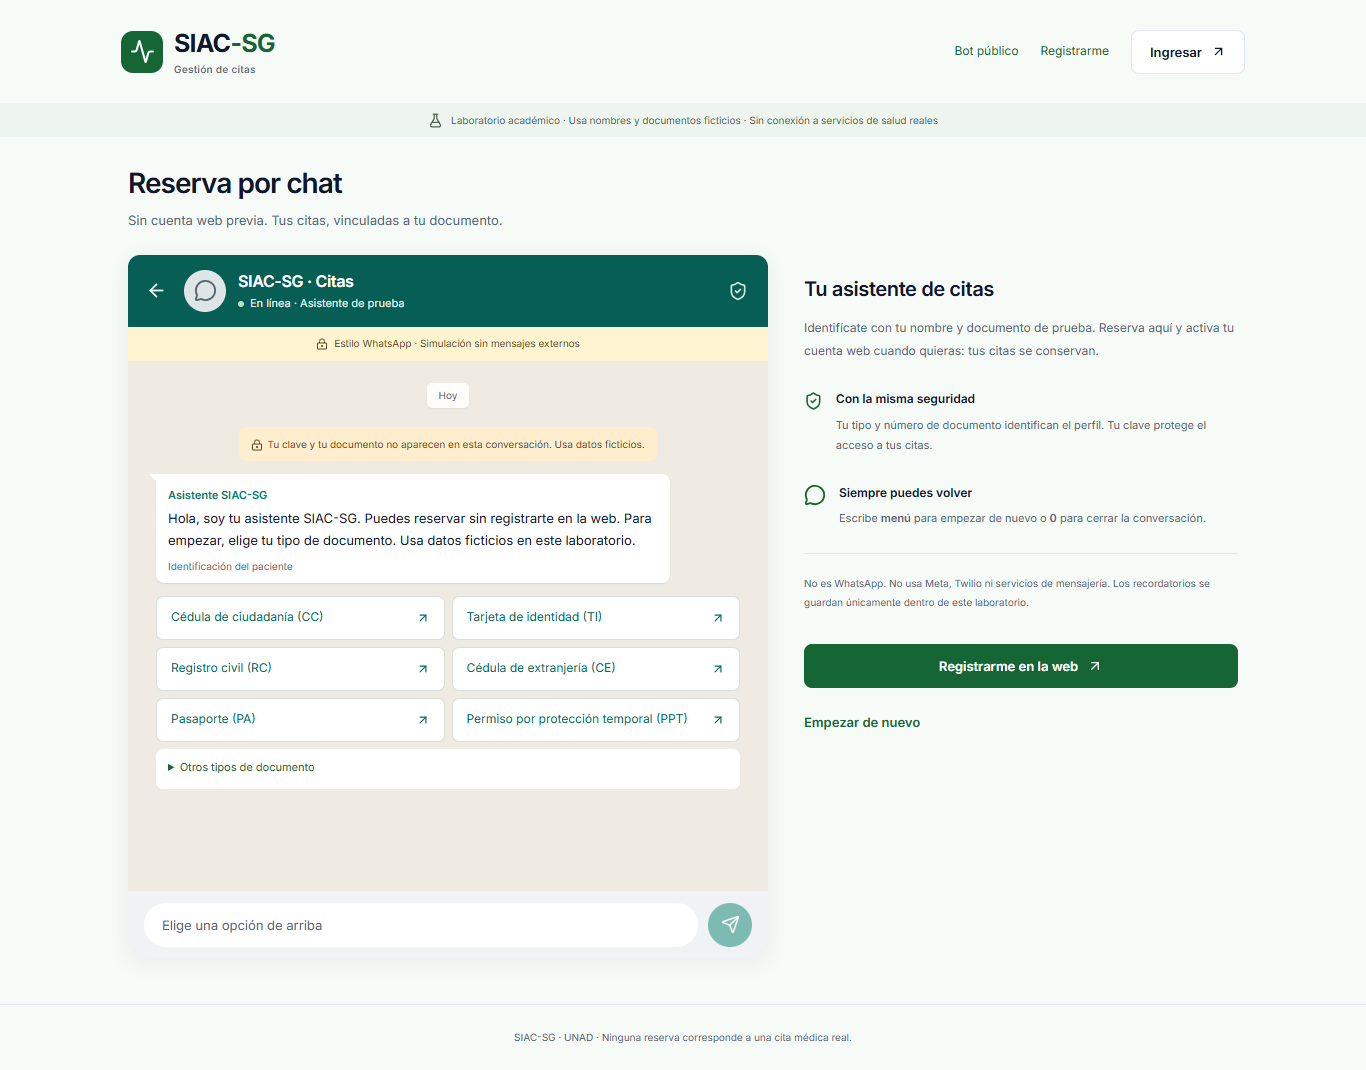 SIAC-SG
Gestión de citas
Bot público
Registrarme
Ingresar
Laboratorio académico · Usa nombres y documentos ficticios · Sin conexión a servicios de salud reales
Reserva por chat
Sin cuenta web previa. Tus citas, vinculadas a tu documento.
SIAC-SG · Citas
En línea · Asistente de prueba
Estilo WhatsApp · Simulación sin mensajes externos
Hoy
Tu clave y tu documento no aparecen en esta conversación. Usa datos ficticios.
Asistente SIAC-SG
Hola, soy tu asistente SIAC-SG. Puedes reservar sin registrarte en la web. Para
empezar, elige tu tipo de documento. Usa datos ficticios en este laboratorio.
Identificación del paciente
Cédula de ciudadanía (CC)
Tarjeta de identidad (TI)
Registro civil (RC)
Cédula de extranjería (CE)
Pasaporte (PA)
Permiso por protección temporal (PPT)
Otros tipos de documento
Elige una opción de arriba
Tu asistente de citas
Identifícate con tu nombre y documento de prueba. Reserva aquí y activa tu
cuenta web cuando quieras: tus citas se conservan.
Con la misma seguridad
Tu tipo y número de documento identifican el perfil. Tu clave protege el
acceso a tus citas.
Siempre puedes volver
Escribe menú para empezar de nuevo o 0 para cerrar la conversación.
No es WhatsApp. No usa Meta, Twilio ni servicios de mensajería. Los recordatorios se
guardan únicamente dentro de este laboratorio.
Registrarme en la web
Empezar de nuevo
SIAC-SG · UNAD · Ninguna reserva corresponde a una cita médica real.